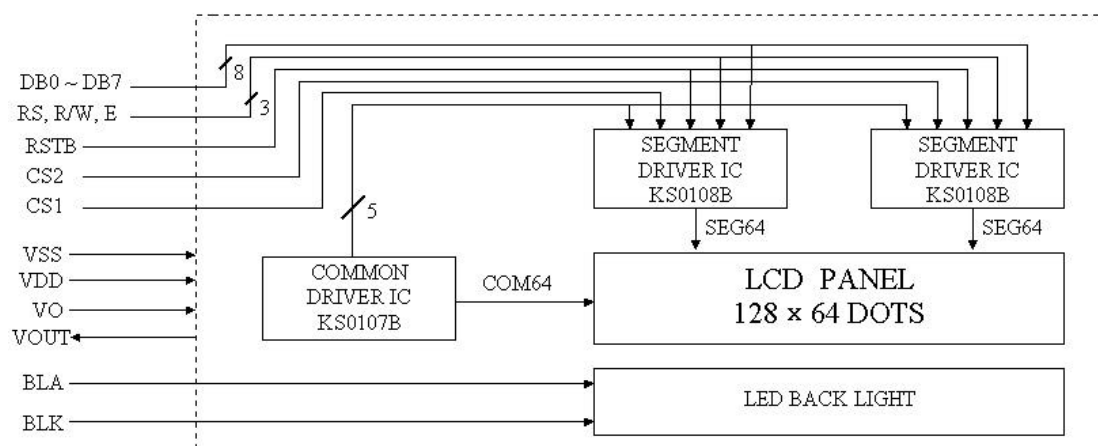 DB0 ~ DB7
8
RS, R/W, E
3
RSTB
CS2
CS1
5
SEGMENT
DRIVER IC
KS0108B
SEGMENT
DRIVER IC
KS0108B
SEG64
SEG64
VSS
VDD
VO
VOUT
COMMON
DRIVER IC
KS0107B
COM64
LCD PANEL
128 × 64 DOTS
BLA
BLK
LED BACK LIGHT